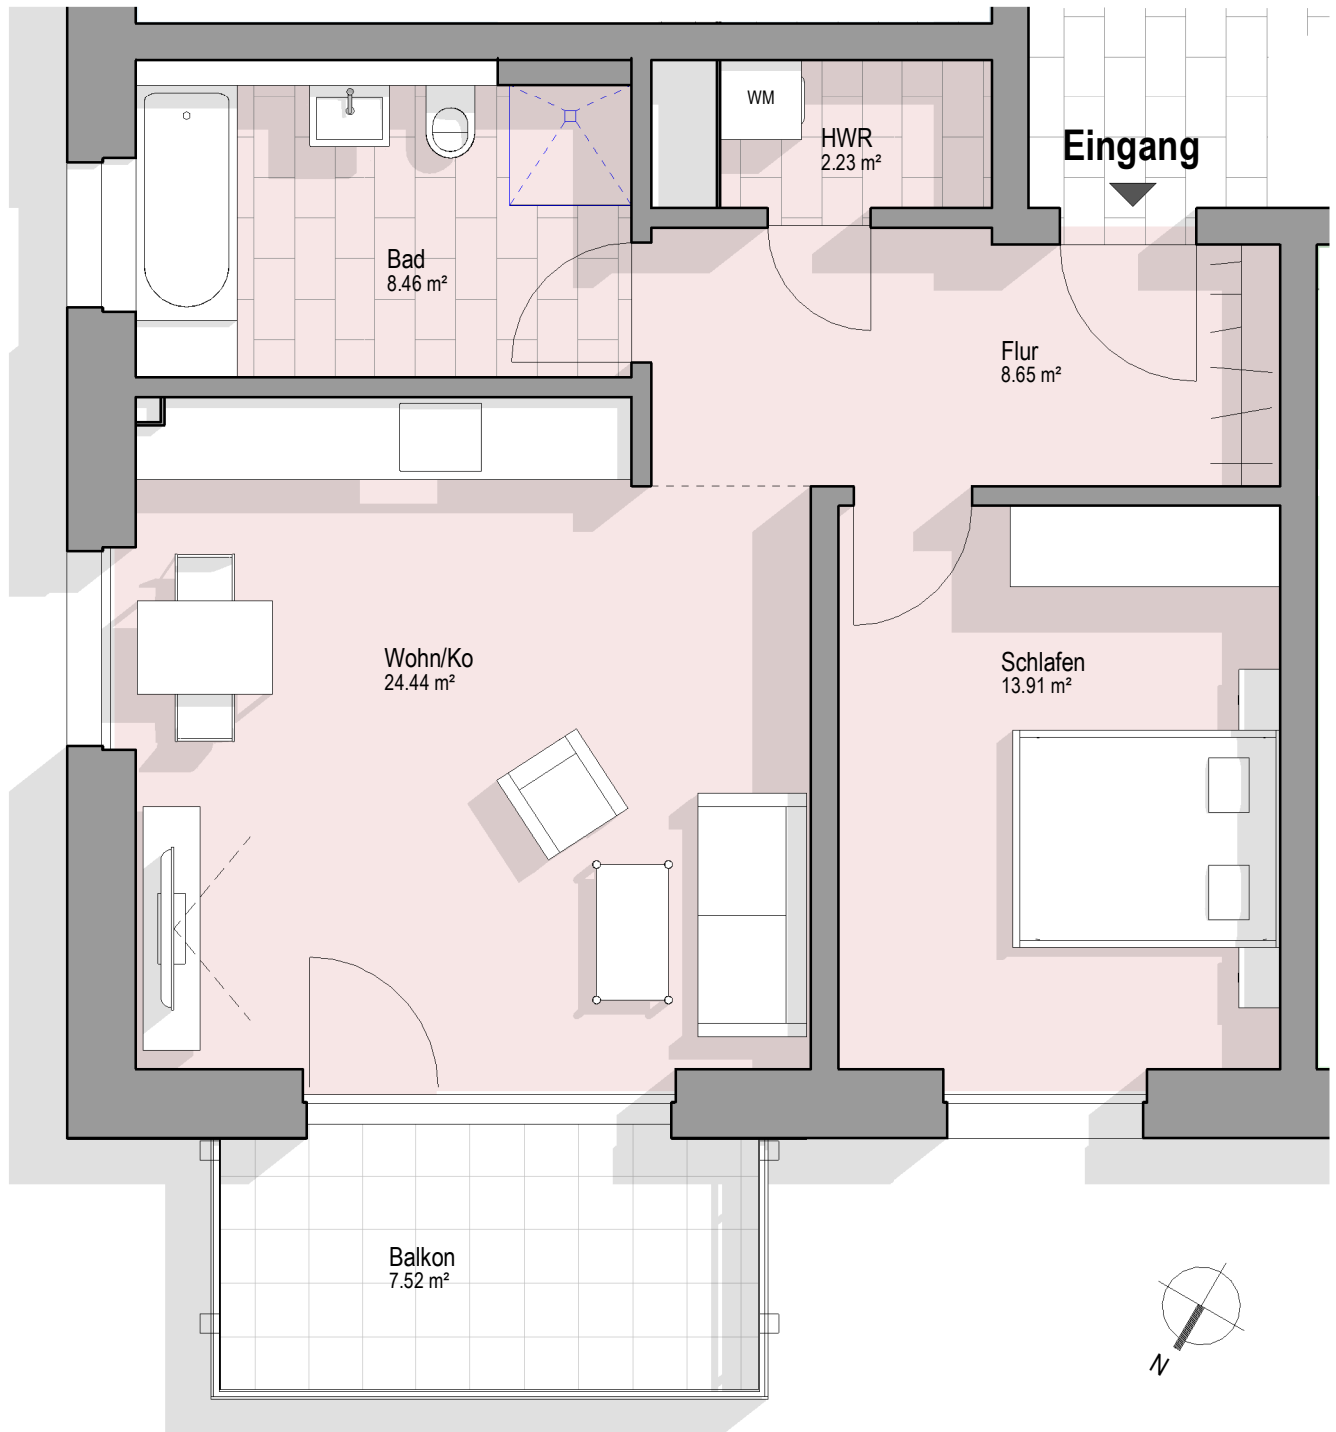 WM
HWR
2.23 m²
Eingang
Bad
8.46 m²
Flur
8.65 m²
Wohn/Ko
24.44 m²
Schlafen
13.91 m²
Balkon
7.52 m²
N